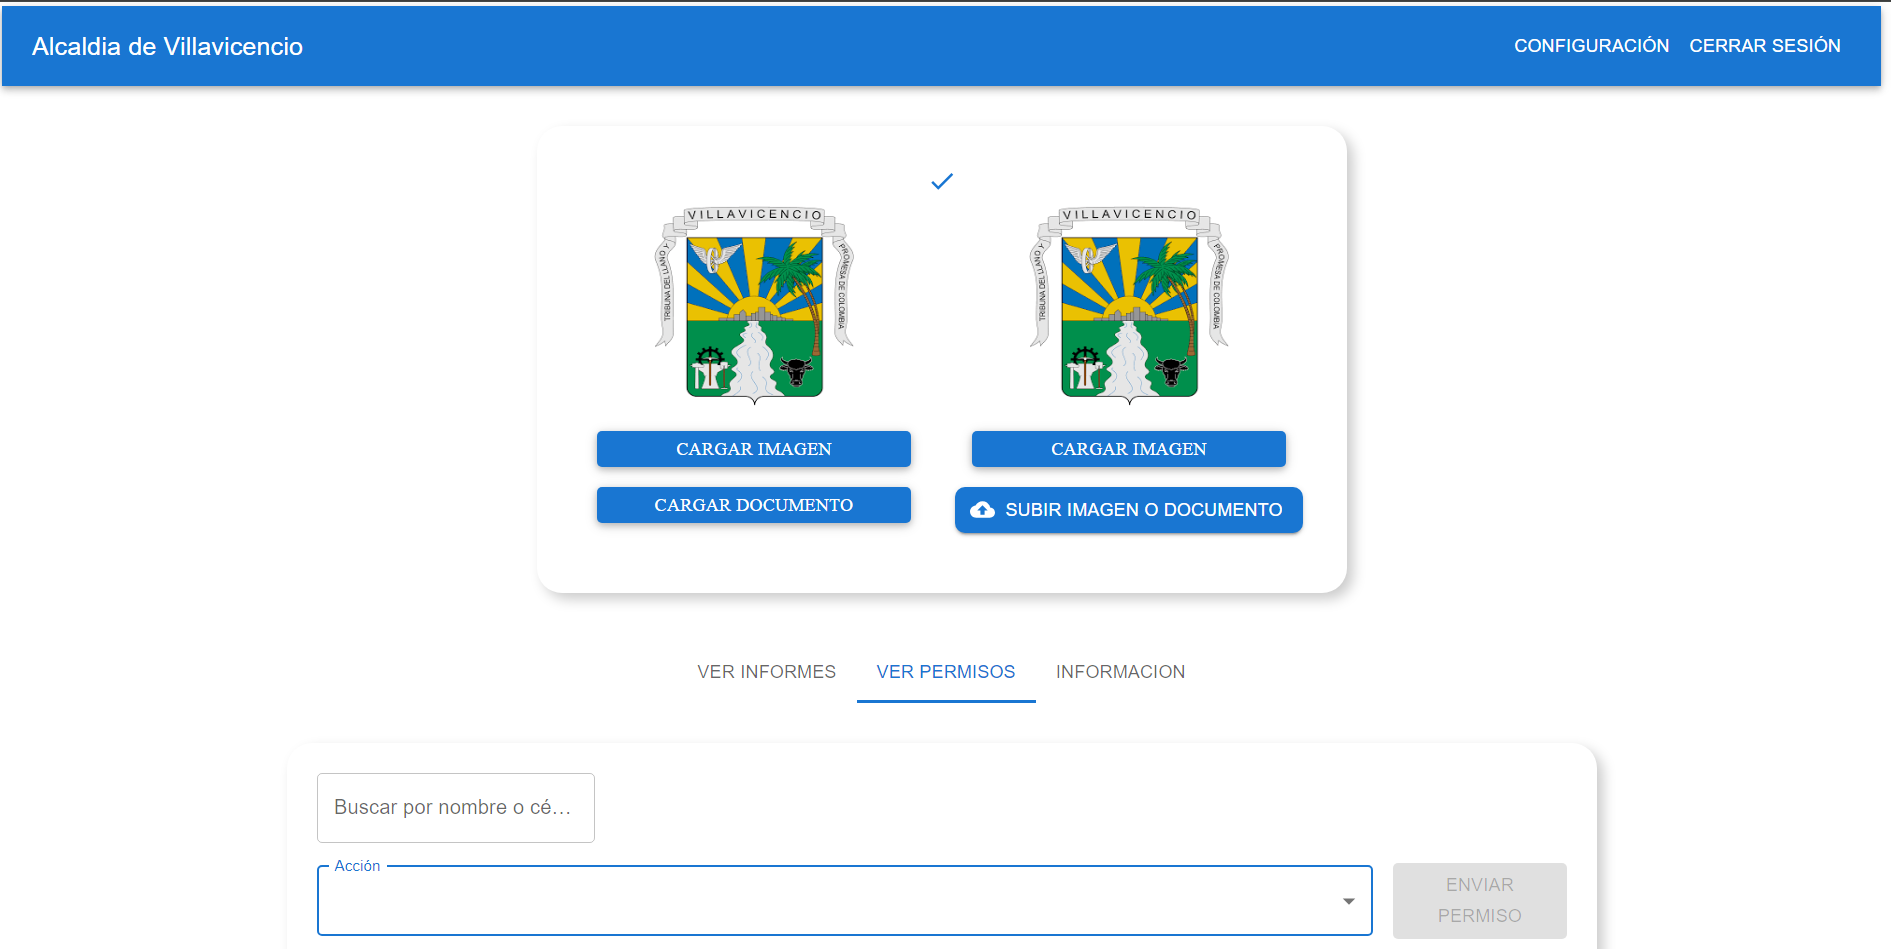 Alcaldia de Villavicencio
CONFIGURACIÓN CERRAR SESIÓN
VILLAVICENCIO
TRIBUNA DEL LLANO Y
PROMESA DE COLOMBIA
VILLAVICENCIO
TRIBUNA DEL LLANO Y
PROMESA DE COLOMBIA
CARGAR IMAGEN
CARGAR DOCUMENTO
CARGAR IMAGEN
SUBIR IMAGEN O DOCUMENTO
VER INFORMES VER PERMISOS INFORMACION
Buscar por nombre o cé...
Acción
ENVIAR
PERMISO